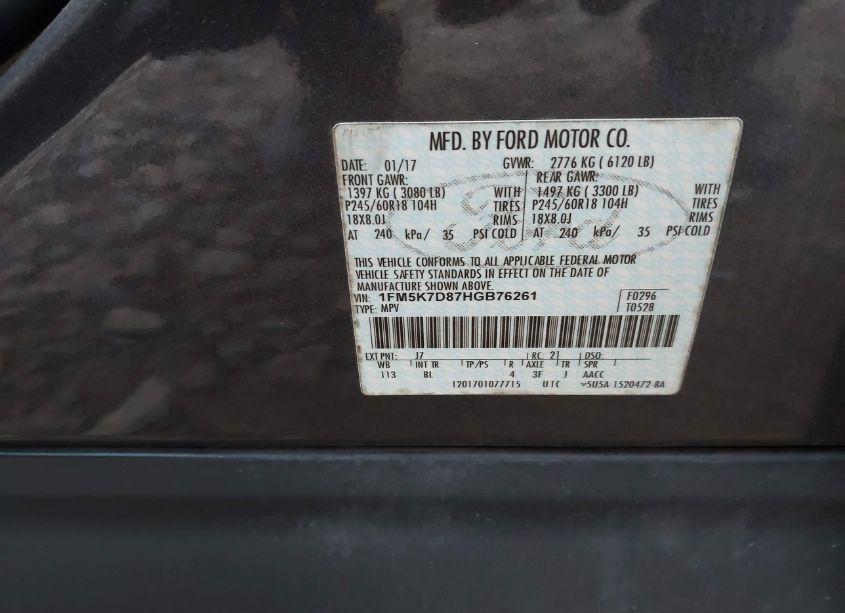 MFD. BY FORD MOTOR CO.
DATE: 01/17 GVWR: 2776 KG ( 6120 LB)
FRONT GAWR: REAR GAWR:
1397 KG ( 3080 LB) WITH 1497 KG ( 3300 LB) WITH
P245/60R18 104H TIRES P245/60R18 104H TIRES
18X8.0J RIMS 18X8.0J RIMS
AT 240 kPa/ 35 PSI COLD AT 240 kPa/ 35 PSI COLD
Ford
THIS VEHICLE CONFORMS TO ALL APPLICABLE FEDERAL MOTOR
VEHICLE SAFETY STANDARDS IN EFFECT ON THE DATE OF
MANUFACTURE SHOWN ABOVE.
VIN: 1FM5K7D87HGB76261 F0296
TYPE: MPV T0528
EXT PNT: J7 RC: 21 DSO:
WB INT TR TP/PS R AXLE TR SPR
113 BL 4 3F J AACC
1201701077715 UTC v5U5A-1520472-BA